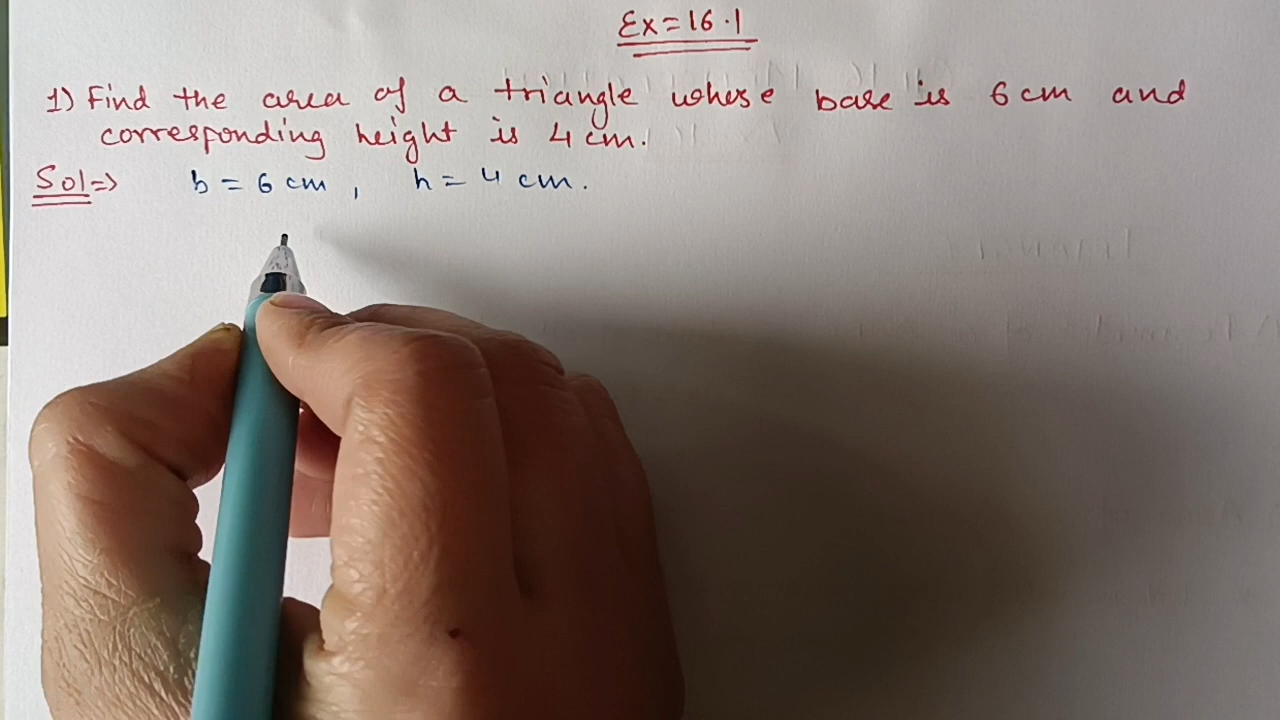 Ex=16.1
1) Find the area of a triangle whose base is 6 cm and
corresponding height is 4 cm.
Sol=> b = 6 cm, h = 4 cm.